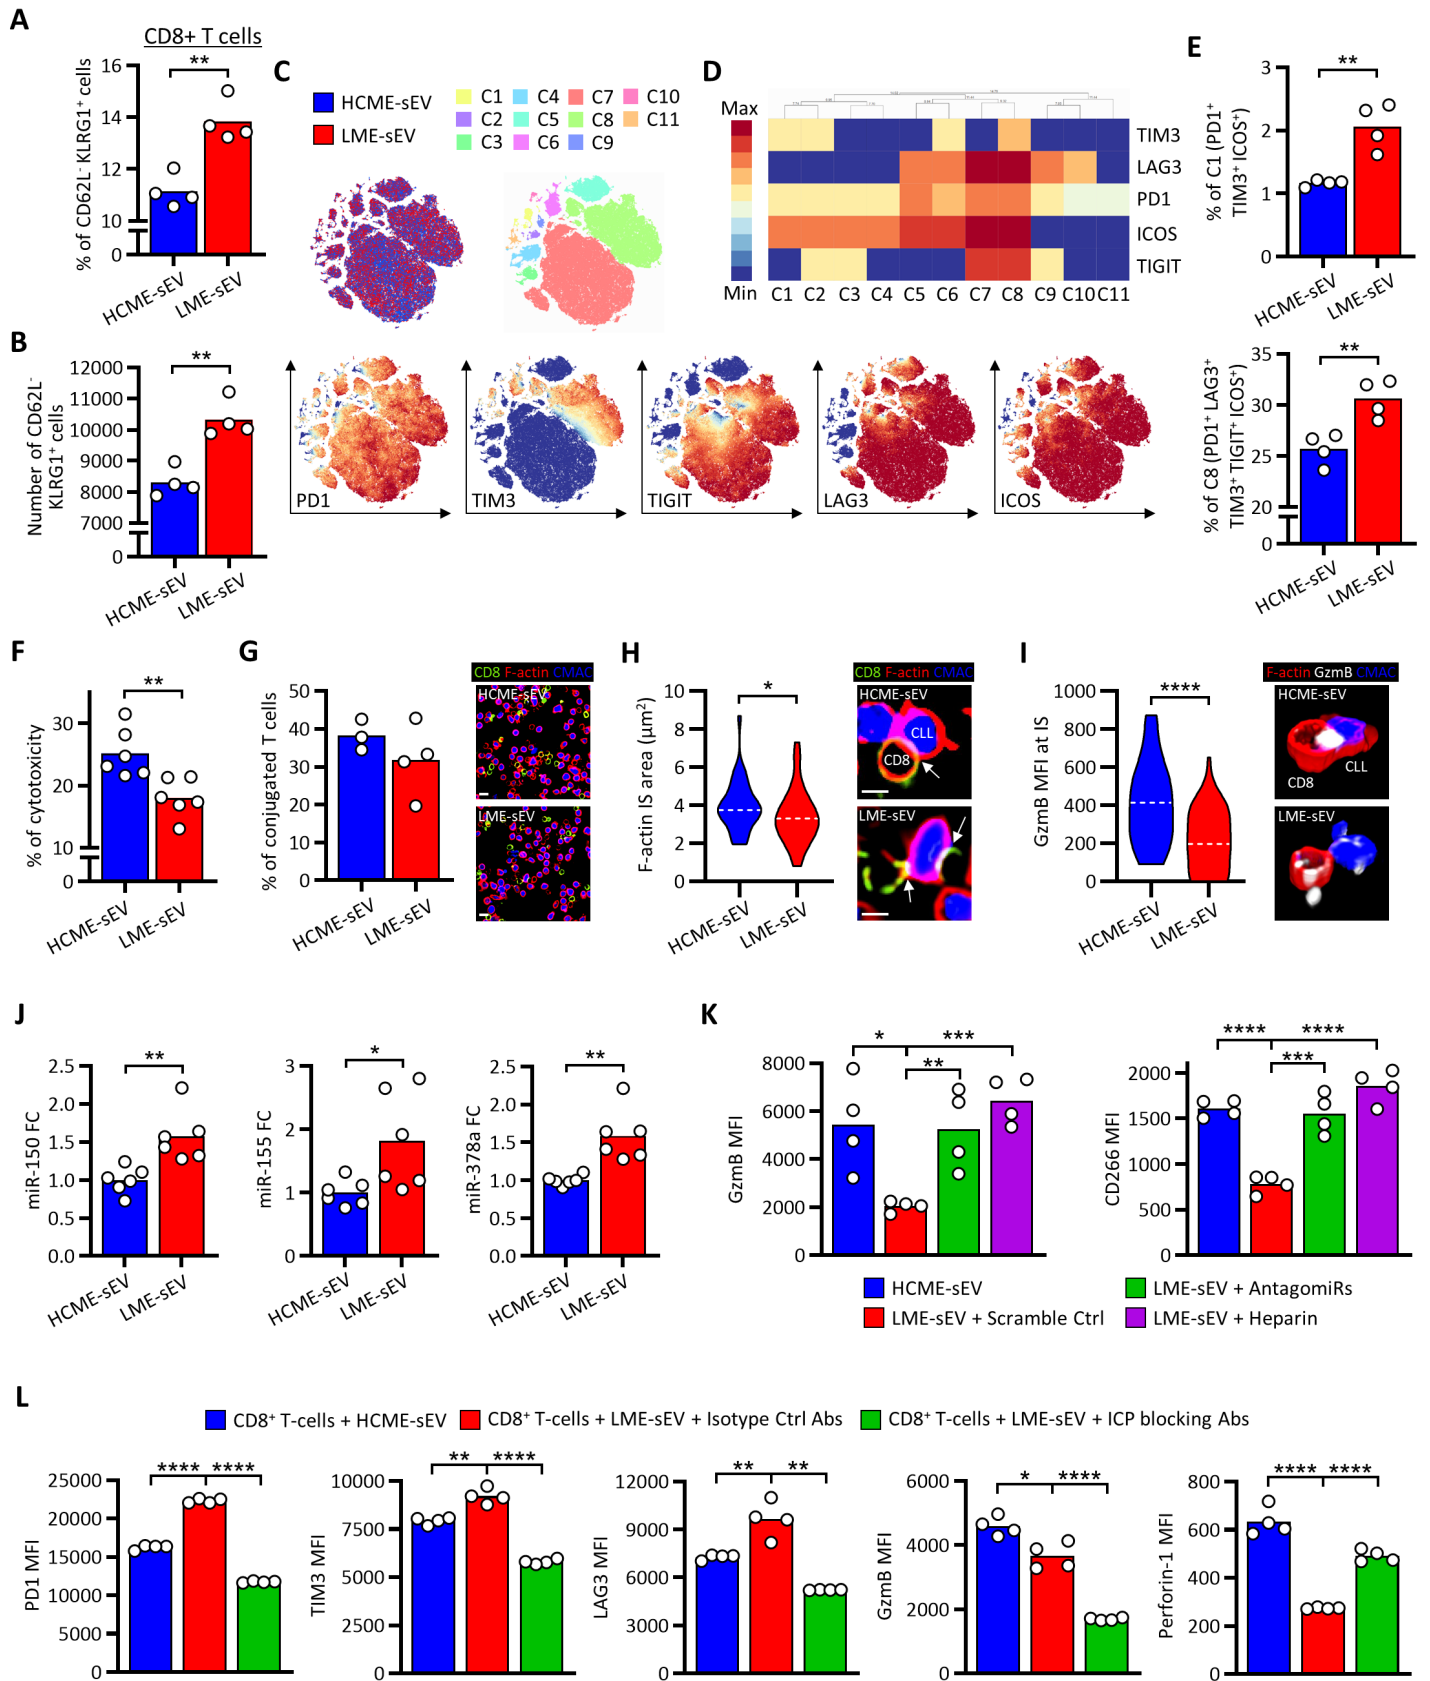 A
CD8+ T cells
% of CD62L⁻ KLRG1⁺ cells
16
14
12
10
0
**
HCME-sEV
LME-sEV
B
Number of CD62L⁻
KLRG1⁺ cells
12000
11000
10000
9000
8000
7000
0
**
HCME-sEV
LME-sEV
C
HCME-sEV
LME-sEV
C1 C4 C7 C10
C2 C5 C8 C11
C3 C6 C9
PD1
TIM3
TIGIT
LAG3
ICOS
D
Max
Min
TIM3
LAG3
PD1
ICOS
TIGIT
C1 C2 C3 C4 C5 C6 C7 C8 C9 C10 C11
E
% of C1 (PD1⁺
TIM3⁺ ICOS⁺)
3
2
1
0
**
HCME-sEV
LME-sEV
% of C8 (PD1⁺ LAG3⁺
TIM3⁺ TIGIT⁺ ICOS⁺)
35
30
25
20
0
**
HCME-sEV
LME-sEV
F
% of cytotoxicity
30
20
10
0
**
HCME-sEV
LME-sEV
G
% of conjugated T cells
50
40
30
20
10
0
HCME-sEV
LME-sEV
CD8 F-actin CMAC
HCME-sEV
LME-sEV
H
F-actin IS area (µm²)
10
8
6
4
2
0
*
HCME-sEV
LME-sEV
CD8 F-actin CMAC
HCME-sEV
CLL
CD8
LME-sEV
I
GzmB MFI at IS
1000
800
600
400
200
0
****
HCME-sEV
LME-sEV
F-actin GzmB CMAC
HCME-sEV
CD8
CLL
LME-sEV
J
miR-150 FC
2.5
2.0
1.5
1.0
0.5
0.0
**
HCME-sEV
LME-sEV
miR-155 FC
3
2
1
0
*
HCME-sEV
LME-sEV
miR-378a FC
2.5
2.0
1.5
1.0
0.5
0.0
**
HCME-sEV
LME-sEV
K
GzmB MFI
8000
6000
4000
2000
0
* ***
**
CD266 MFI
2000
1500
1000
500
0
**** ****
***
HCME-sEV
LME-sEV + Scramble Ctrl
LME-sEV + AntagomiRs
LME-sEV + Heparin
L
CD8⁺ T-cells + HCME-sEV
CD8⁺ T-cells + LME-sEV + Isotype Ctrl Abs
CD8⁺ T-cells + LME-sEV + ICP blocking Abs
PD1 MFI
25000
20000
15000
10000
5000
0
**** ****
TIM3 MFI
10000
7500
5000
2500
0
** ****
LAG3 MFI
12000
9000
6000
3000
0
** **
GzmB MFI
6000
4000
2000
0
* ****
Perforin-1 MFI
800
600
400
200
0
**** ****